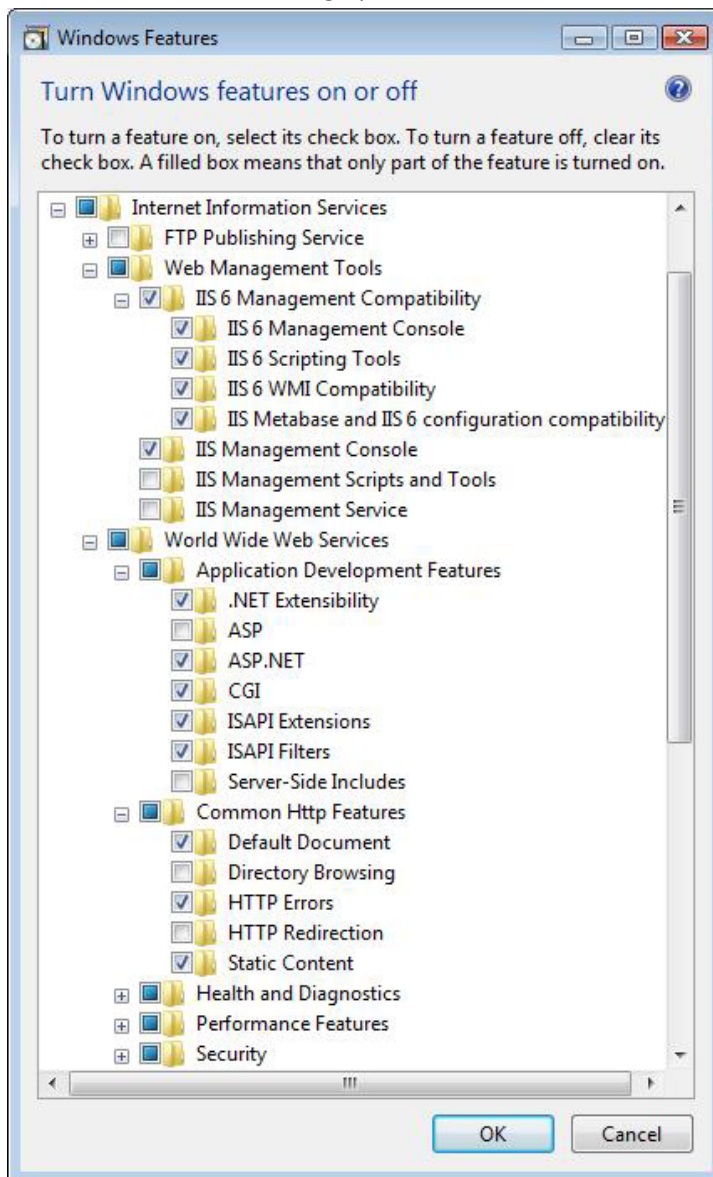 Windows Features
Turn Windows features on or off
To turn a feature on, select its check box. To turn a feature off, clear its
check box. A filled box means that only part of the feature is turned on.
Internet Information Services
FTP Publishing Service
Web Management Tools
IIS 6 Management Compatibility
IIS 6 Management Console
IIS 6 Scripting Tools
IIS 6 WMI Compatibility
IIS Metabase and IIS 6 configuration compatibility
IIS Management Console
IIS Management Scripts and Tools
IIS Management Service
World Wide Web Services
Application Development Features
.NET Extensibility
ASP
ASP.NET
CGI
ISAPI Extensions
ISAPI Filters
Server-Side Includes
Common Http Features
Default Document
Directory Browsing
HTTP Errors
HTTP Redirection
Static Content
Health and Diagnostics
Performance Features
Security
OK Cancel